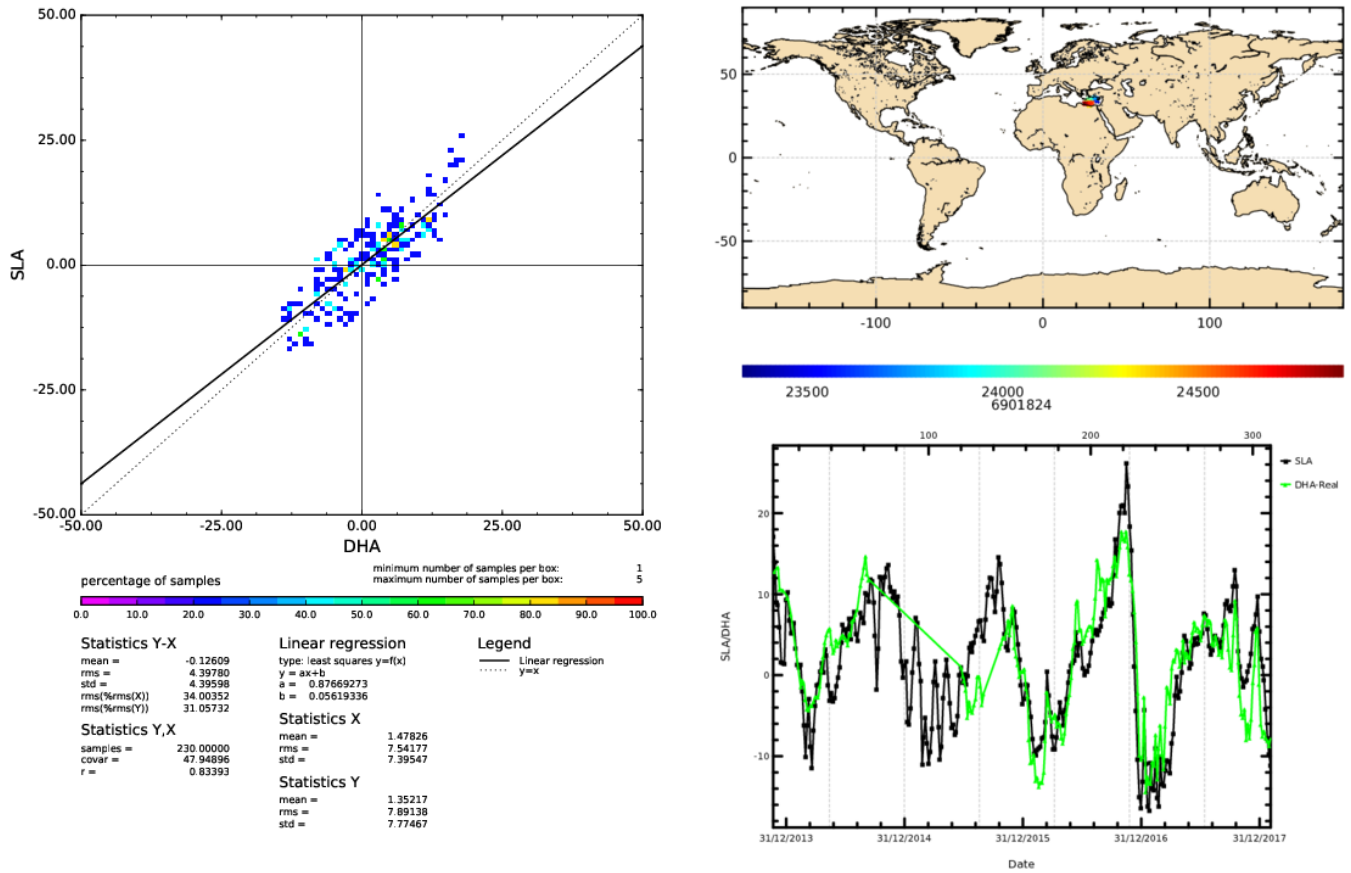 50.00
25.00
0.00
-25.00
-50.00
SLA
-50.00 -25.00 0.00 25.00 50.00
DHA
percentage of samples
minimum number of samples per box: 1
maximum number of samples per box: 5
0.0 10.0 20.0 30.0 40.0 50.0 60.0 70.0 80.0 90.0 100.0
Statistics Y-X
mean = -0.12609
rms = 4.39780
std = 4.39598
rms(%rms(X)) 34.00352
rms(%rms(Y)) 31.05732
Statistics Y,X
samples = 230.00000
covar = 47.94896
r = 0.83393
Linear regression
type: least squares y=f(x)
y = ax+b
a = 0.87669273
b = 0.05619336
Statistics X
mean = 1.47826
rms = 7.54177
std = 7.39547
Statistics Y
mean = 1.35217
rms = 7.89138
std = 7.77467
Legend
Linear regression
y=x
50
0
-50
-100 0 100
23500 24000 24500
6901824
100 200 300
SLA
DHA-Real
20
10
0
-10
SLA/DHA
31/12/2013 31/12/2014 31/12/2015 31/12/2016 31/12/2017
Date